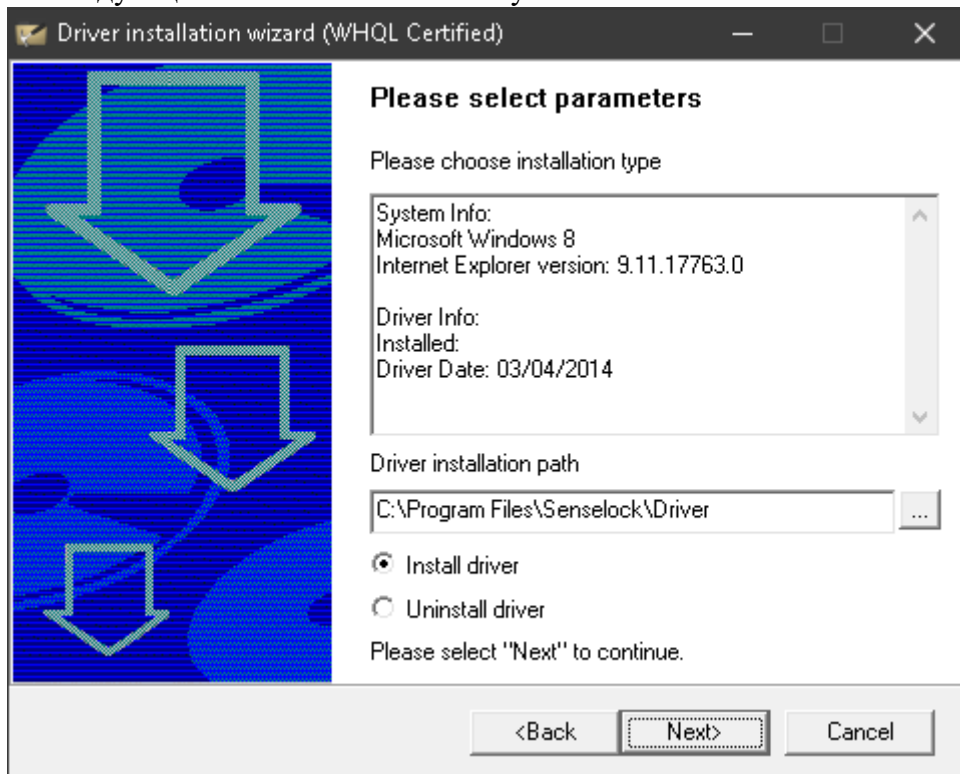 Driver installation wizard (WHQL Certified)
Please select parameters
Please choose installation type
System Info:
Microsoft Windows 8
Internet Explorer version: 9.11.17763.0
Driver Info:
Installed:
Driver Date: 03/04/2014
Driver installation path
C:\Program Files\Senselock\Driver
...
Install driver
Uninstall driver
Please select "Next" to continue.
<Back
Next>
Cancel